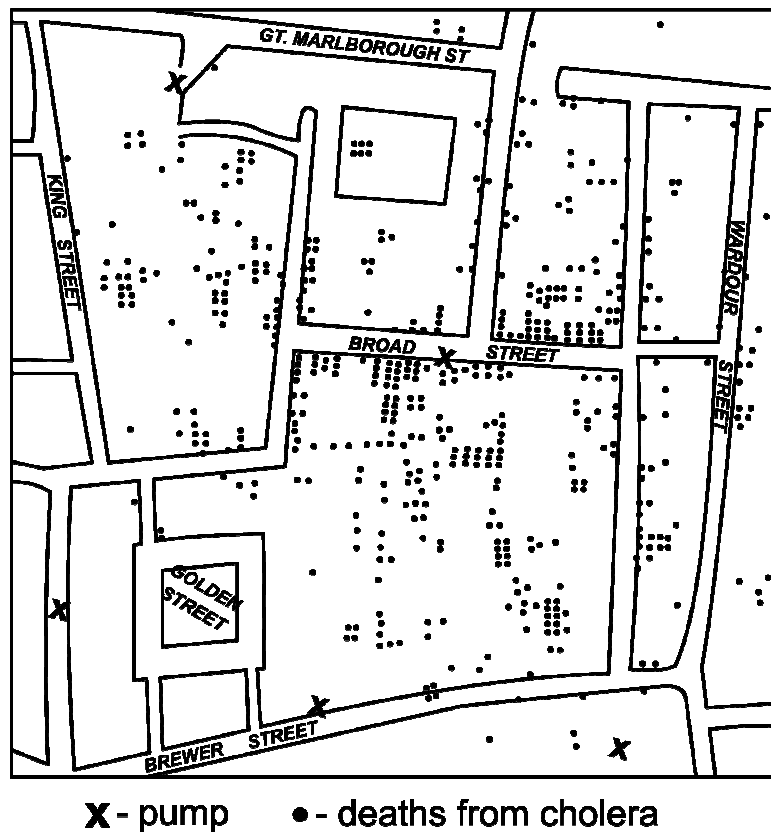 GT. MARLBOROUGH ST
KING STREET
WARDOUR STREET
BROAD STREET
GOLDEN
STREET
BREWER STREET
X
X
X
X
X
x - pump
● - deaths from cholera